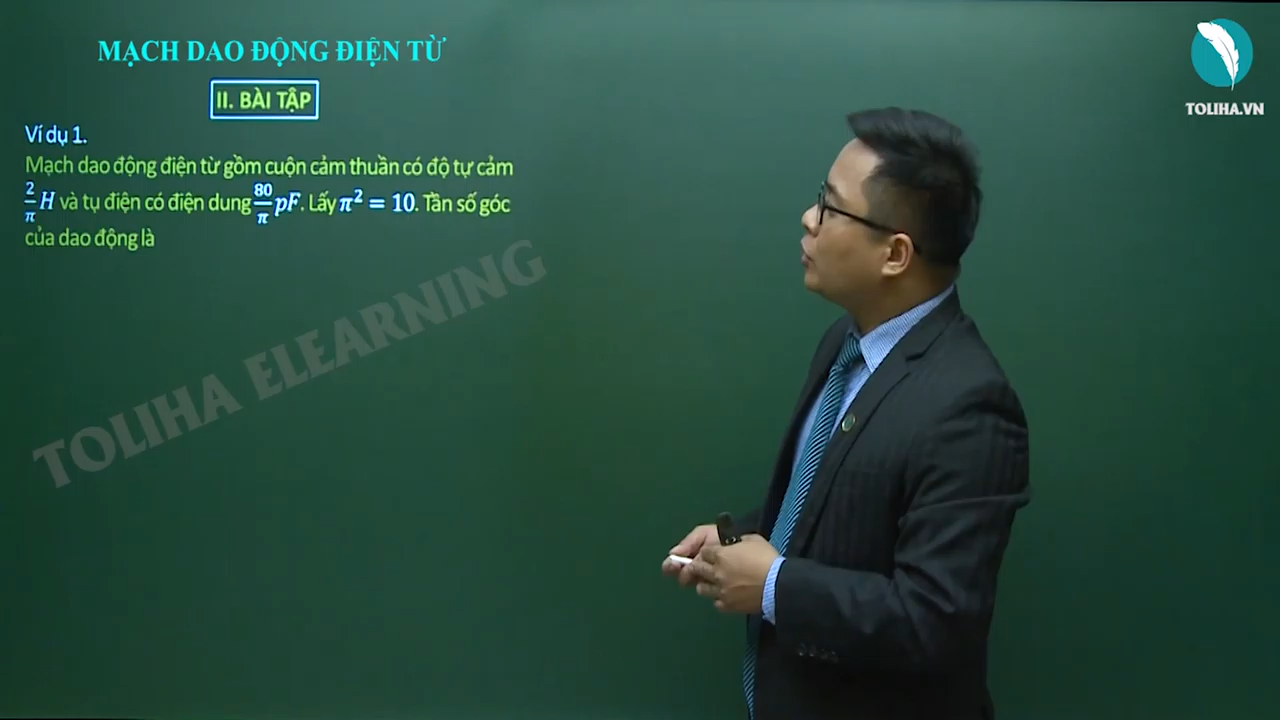 MẠCH DAO ĐỘNG ĐIỆN TỪ
II. BÀI TẬP
Ví dụ 1.
Mạch dao động điện từ gồm cuộn cảm thuần có độ tự cảm
2/π H và tụ điện có điện dung 80/π pF. Lấy π² = 10. Tần số góc
của dao động là
TOLIHA ELEARNING
TOLIHA.VN